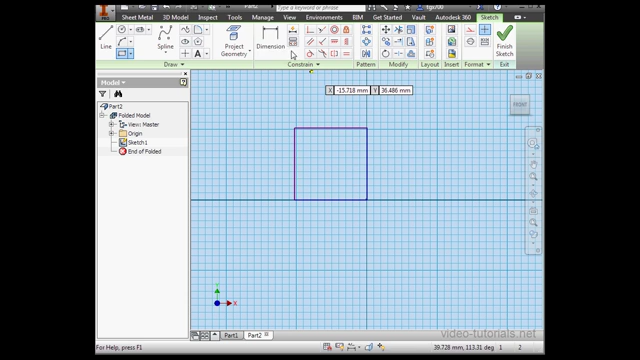 Part2
Type a keyword or phrase
rgi700
PRO
Sheet Metal 3D Model Inspect Tools Manage View Environments BIM Get Started Vault Autodesk 360 Sketch
Line Spline Project Geometry Dimension Pattern Modify Layout Insert Format Finish Sketch
Draw Constrain Exit
Model
X -15.718 mm Y 36.486 mm
FRONT
Part2
Folded Model
View: Master
Origin
Sketch1
End of Folded
X
Part1 Part2
video-tutorials.net
For Help, press F1 39.728 mm, 113.31 deg 1 2